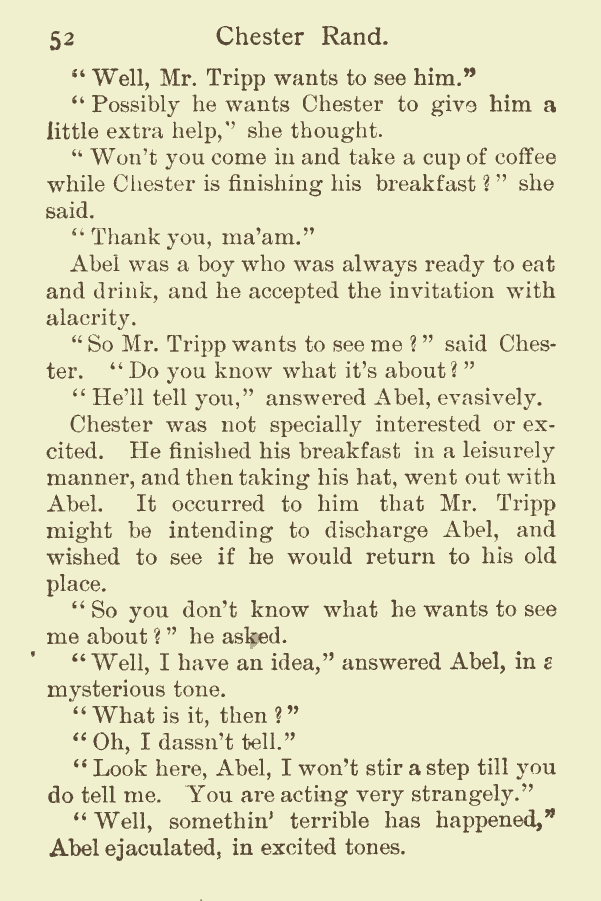 52 Chester Rand.
“Well, Mr. Tripp wants to see him.”
“Possibly he wants Chester to give him a
little extra help,” she thought.
“Won’t you come in and take a cup of coffee
while Chester is finishing his breakfast?” she
said.
“Thank you, ma’am.”
Abel was a boy who was always ready to eat
and drink, and he accepted the invitation with
alacrity.
“So Mr. Tripp wants to see me?” said Ches-
ter. “Do you know what it’s about?”
“He’ll tell you,” answered Abel, evasively.
Chester was not specially interested or ex-
cited. He finished his breakfast in a leisurely
manner, and then taking his hat, went out with
Abel. It occurred to him that Mr. Tripp
might be intending to discharge Abel, and
wished to see if he would return to his old
place.
“So you don’t know what he wants to see
me about?” he asked.
“Well, I have an idea,” answered Abel, in a
mysterious tone.
“What is it, then?”
“Oh, I dassn’t tell.”
“Look here, Abel, I won’t stir a step till you
do tell me. You are acting very strangely.”
“Well, somethin’ terrible has happened,”
Abel ejaculated, in excited tones.